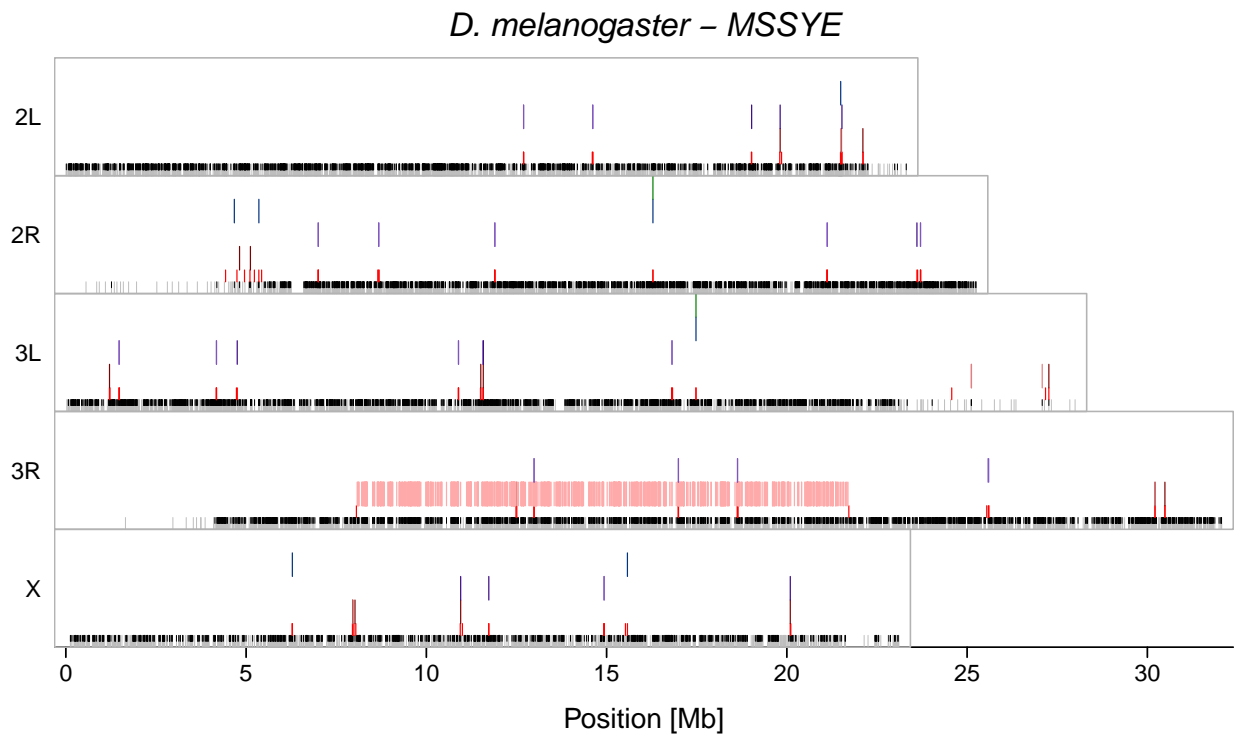 D. melanogaster – MSSYE
2L
2R
3L
3R
X
0 5 10 15 20 25 30
Position [Mb]